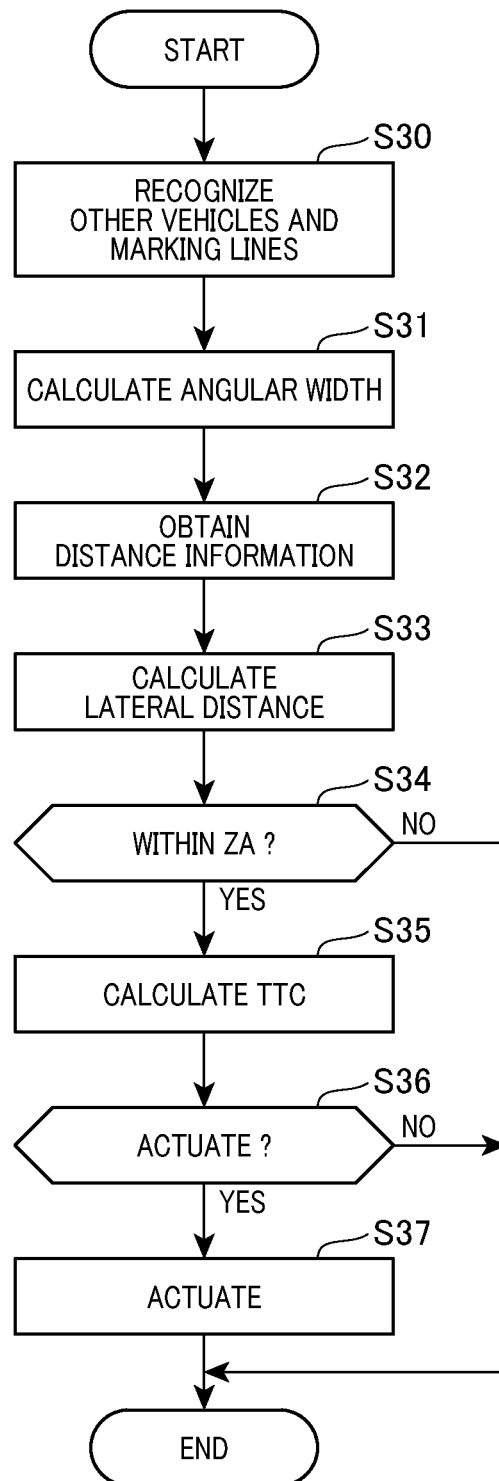 START
S30
RECOGNIZE
OTHER VEHICLES AND
MARKING LINES
S31
CALCULATE ANGULAR WIDTH
S32
OBTAIN
DISTANCE INFORMATION
S33
CALCULATE
LATERAL DISTANCE
S34
WITHIN ZA ?
NO
YES
S35
CALCULATE TTC
S36
ACTUATE ?
NO
YES
S37
ACTUATE
END